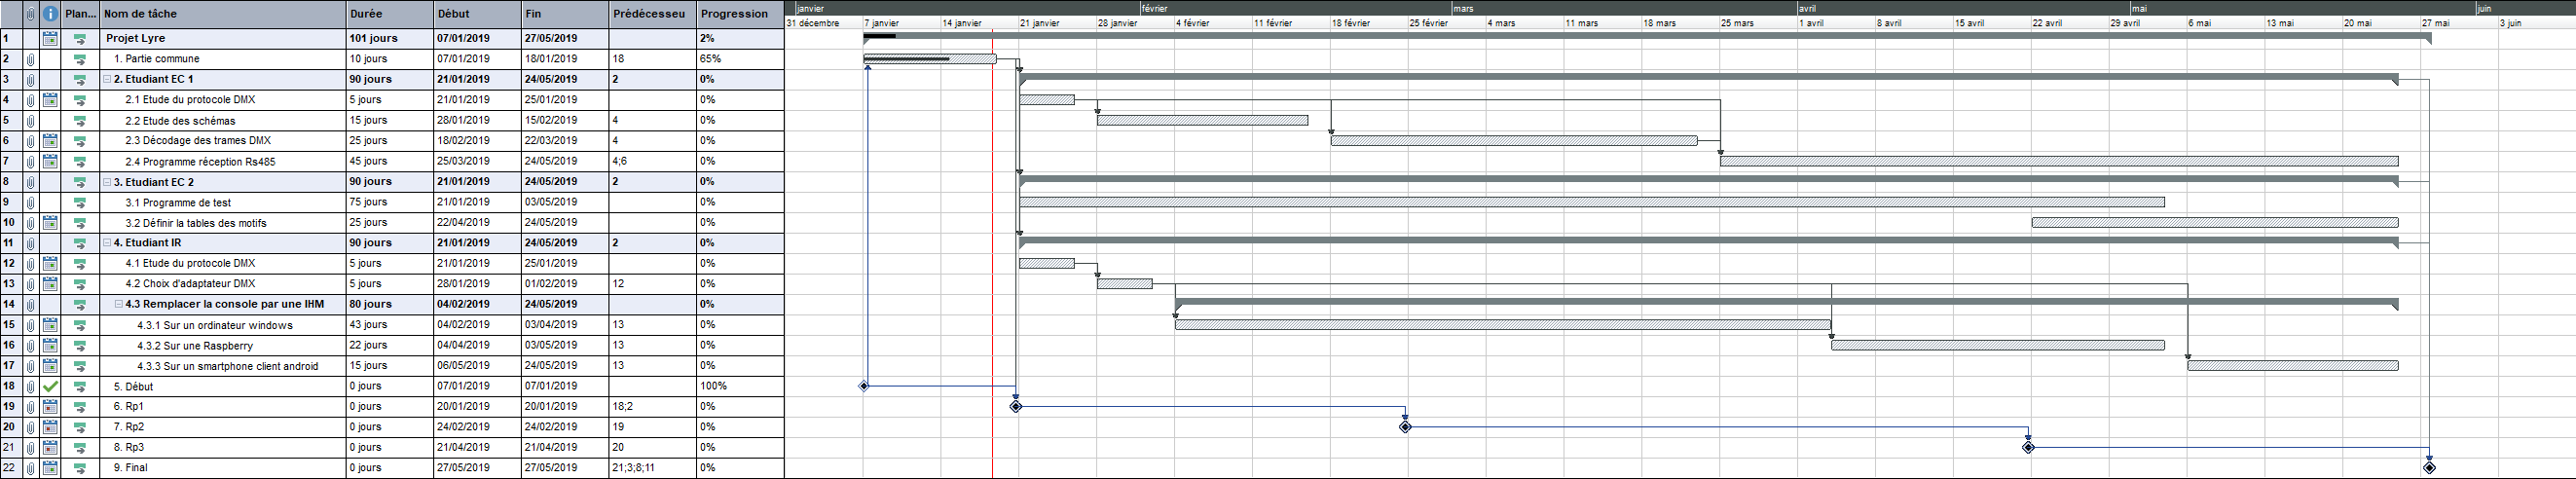 Plan... Nom de tâche Durée Début Fin Prédécesseu Progression
janvier février mars avril mai juin
31 décembre 7 janvier 14 janvier 21 janvier 28 janvier 4 février 11 février 18 février 25 février 4 mars 11 mars 18 mars 25 mars 1 avril 8 avril 15 avril 22 avril 29 avril 6 mai 13 mai 20 mai 27 mai 3 juin
1 Projet Lyre 101 jours 07/01/2019 27/05/2019 2%
2 1. Partie commune 10 jours 07/01/2019 18/01/2019 18 65%
3 2. Etudiant EC 1 90 jours 21/01/2019 24/05/2019 2 0%
4 2.1 Etude du protocole DMX 5 jours 21/01/2019 25/01/2019 0%
5 2.2 Etude des schémas 15 jours 28/01/2019 15/02/2019 4 0%
6 2.3 Décodage des trames DMX 25 jours 18/02/2019 22/03/2019 4 0%
7 2.4 Programme réception Rs485 45 jours 25/03/2019 24/05/2019 4;6 0%
8 3. Etudiant EC 2 90 jours 21/01/2019 24/05/2019 2 0%
9 3.1 Programme de test 75 jours 21/01/2019 03/05/2019 0%
10 3.2 Définir la tables des motifs 25 jours 22/04/2019 24/05/2019 0%
11 4. Etudiant IR 90 jours 21/01/2019 24/05/2019 2 0%
12 4.1 Etude du protocole DMX 5 jours 21/01/2019 25/01/2019 0%
13 4.2 Choix d'adaptateur DMX 5 jours 28/01/2019 01/02/2019 12 0%
14 4.3 Remplacer la console par une IHM 80 jours 04/02/2019 24/05/2019 0%
15 4.3.1 Sur un ordinateur windows 43 jours 04/02/2019 03/04/2019 13 0%
16 4.3.2 Sur une Raspberry 22 jours 04/04/2019 03/05/2019 13 0%
17 4.3.3 Sur un smartphone client android 15 jours 06/05/2019 24/05/2019 13 0%
18 5. Début 0 jours 07/01/2019 07/01/2019 100%
19 6. Rp1 0 jours 20/01/2019 20/01/2019 18;2 0%
20 7. Rp2 0 jours 24/02/2019 24/02/2019 19 0%
21 8. Rp3 0 jours 21/04/2019 21/04/2019 20 0%
22 9. Final 0 jours 27/05/2019 27/05/2019 21;3;8;11 0%